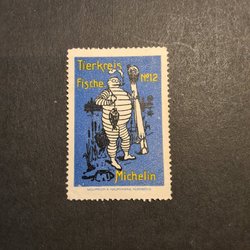 Tierkreis
Fische No12
Michelin